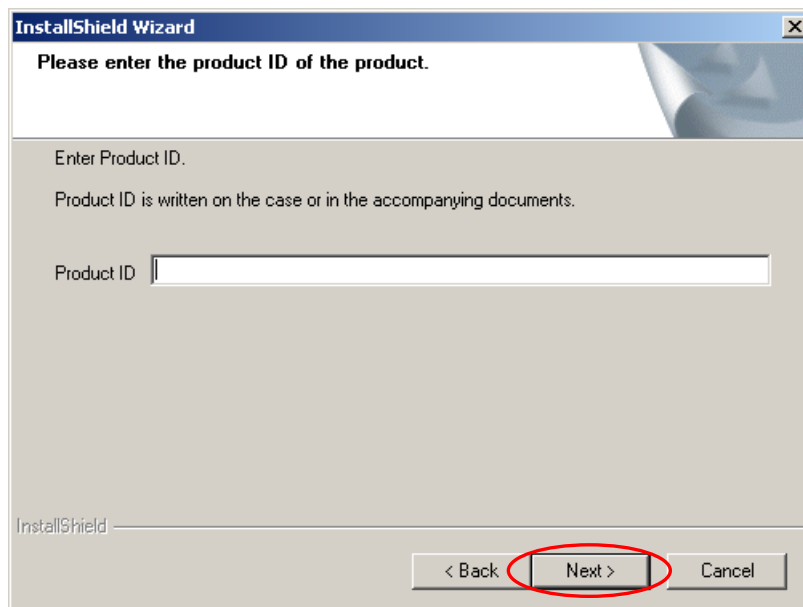 InstallShield Wizard
Please enter the product ID of the product.
Enter Product ID.
Product ID is written on the case or in the accompanying documents.
Product ID
InstallShield
< Back Next > Cancel